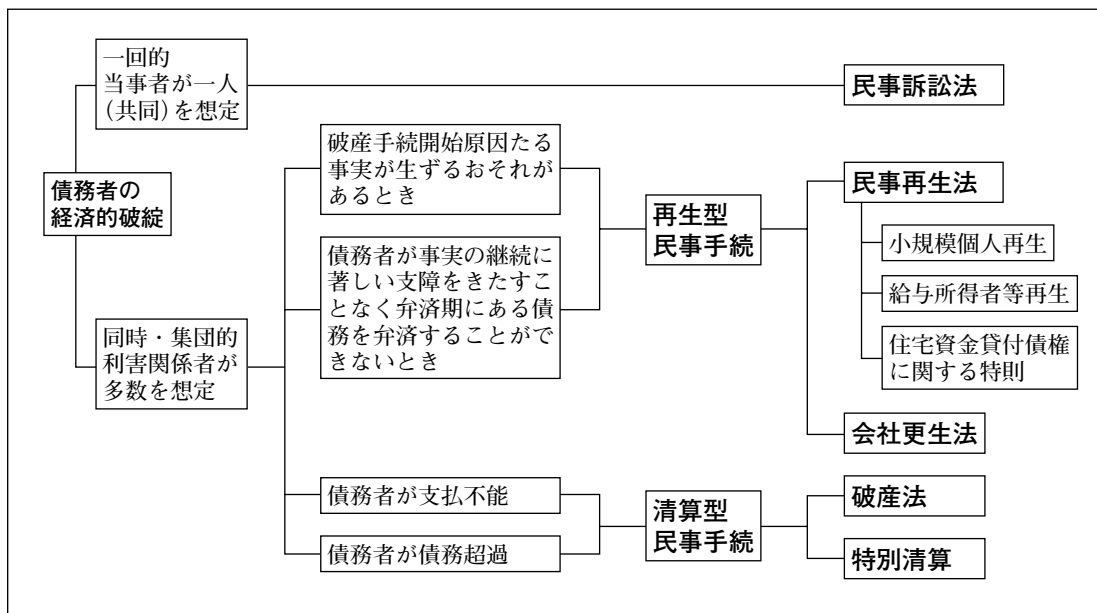 一回的
当事者が一人
（共同）を想定
民事訴訟法
債務者の
経済的破綻
破産手続開始原因たる
事実が生ずるおそれが
あるとき
債務者が事実の継続に
著しい支障をきたすこ
となく弁済期にある債
務を弁済することがで
きないとき
再生型
民事手続
民事再生法
小規模個人再生
給与所得者等再生
住宅資金貸付債権
に関する特則
会社更生法
同時・集団的
利害関係者が
多数を想定
債務者が支払不能
債務者が債務超過
清算型
民事手続
破産法
特別清算